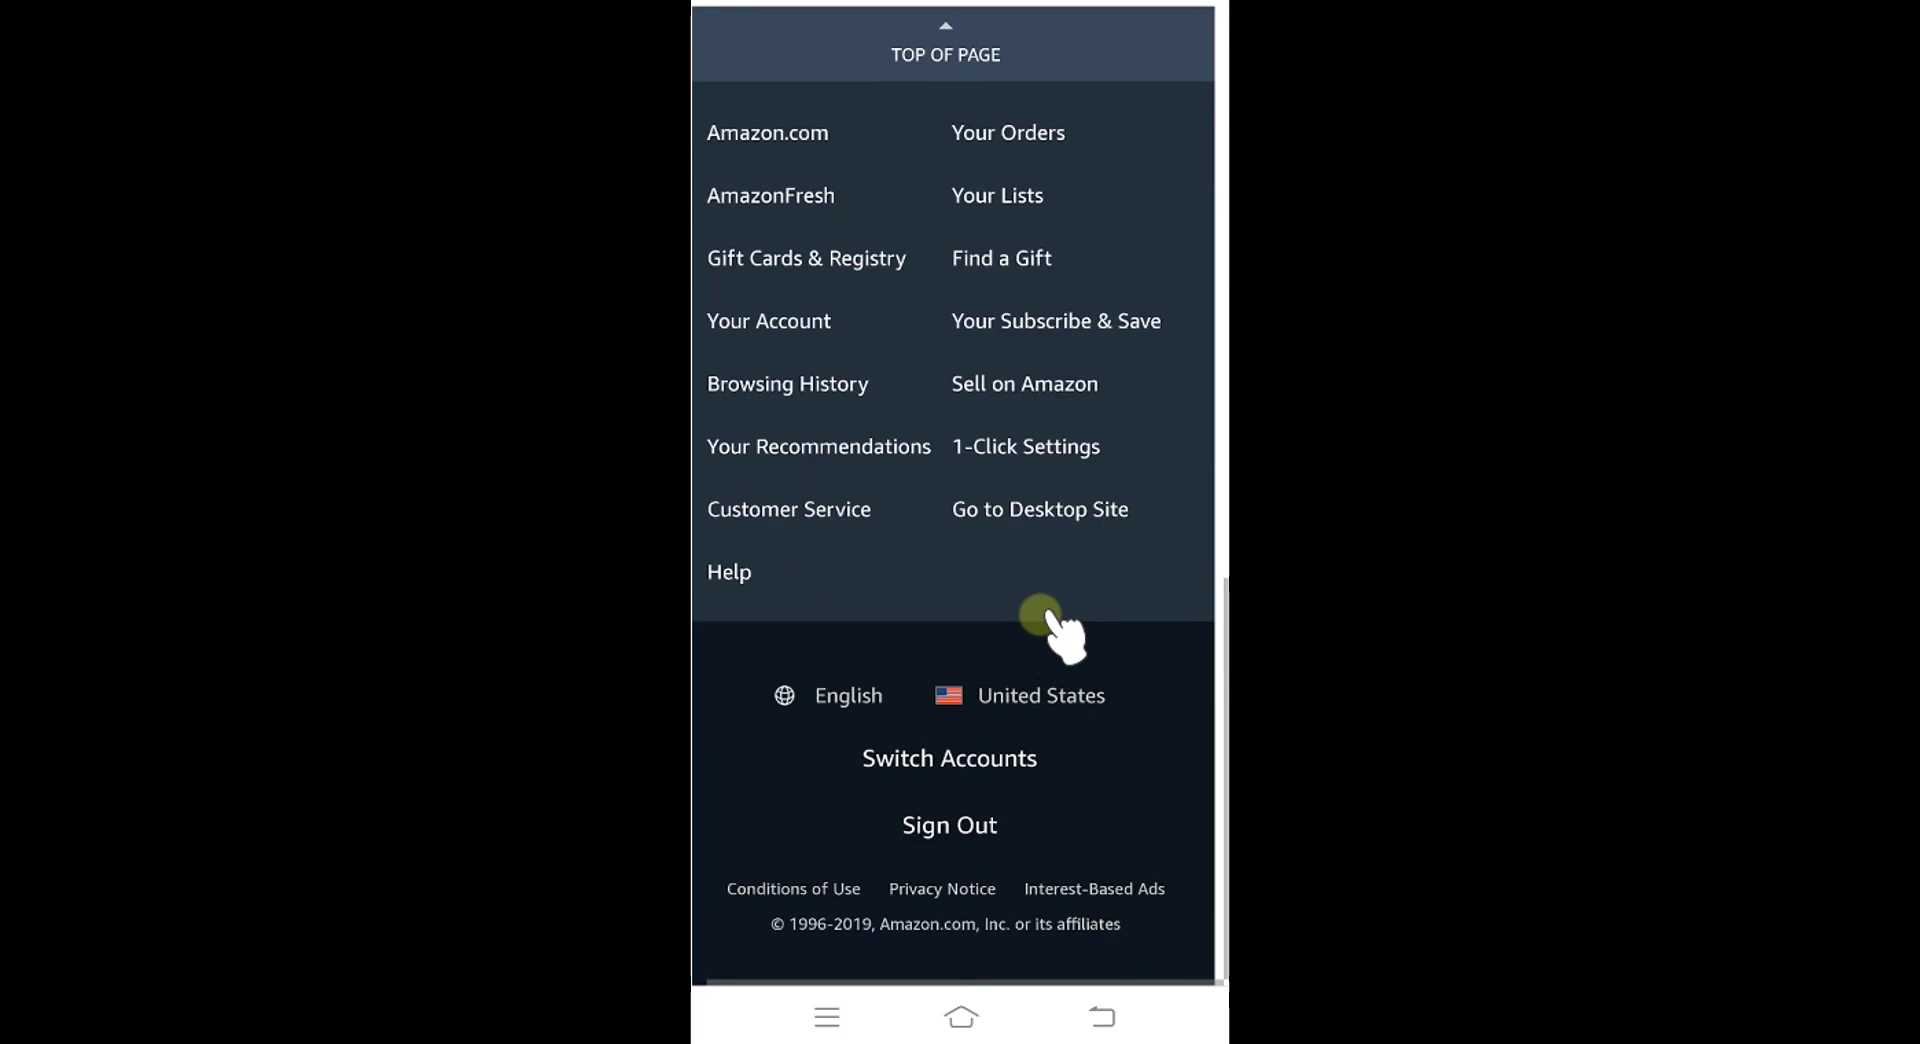 TOP OF PAGE
Amazon.com Your Orders
AmazonFresh Your Lists
Gift Cards & Registry Find a Gift
Your Account Your Subscribe & Save
Browsing History Sell on Amazon
Your Recommendations 1-Click Settings
Customer Service Go to Desktop Site
Help
English United States
Switch Accounts
Sign Out
Conditions of Use Privacy Notice Interest-Based Ads
© 1996-2019, Amazon.com, Inc. or its affiliates